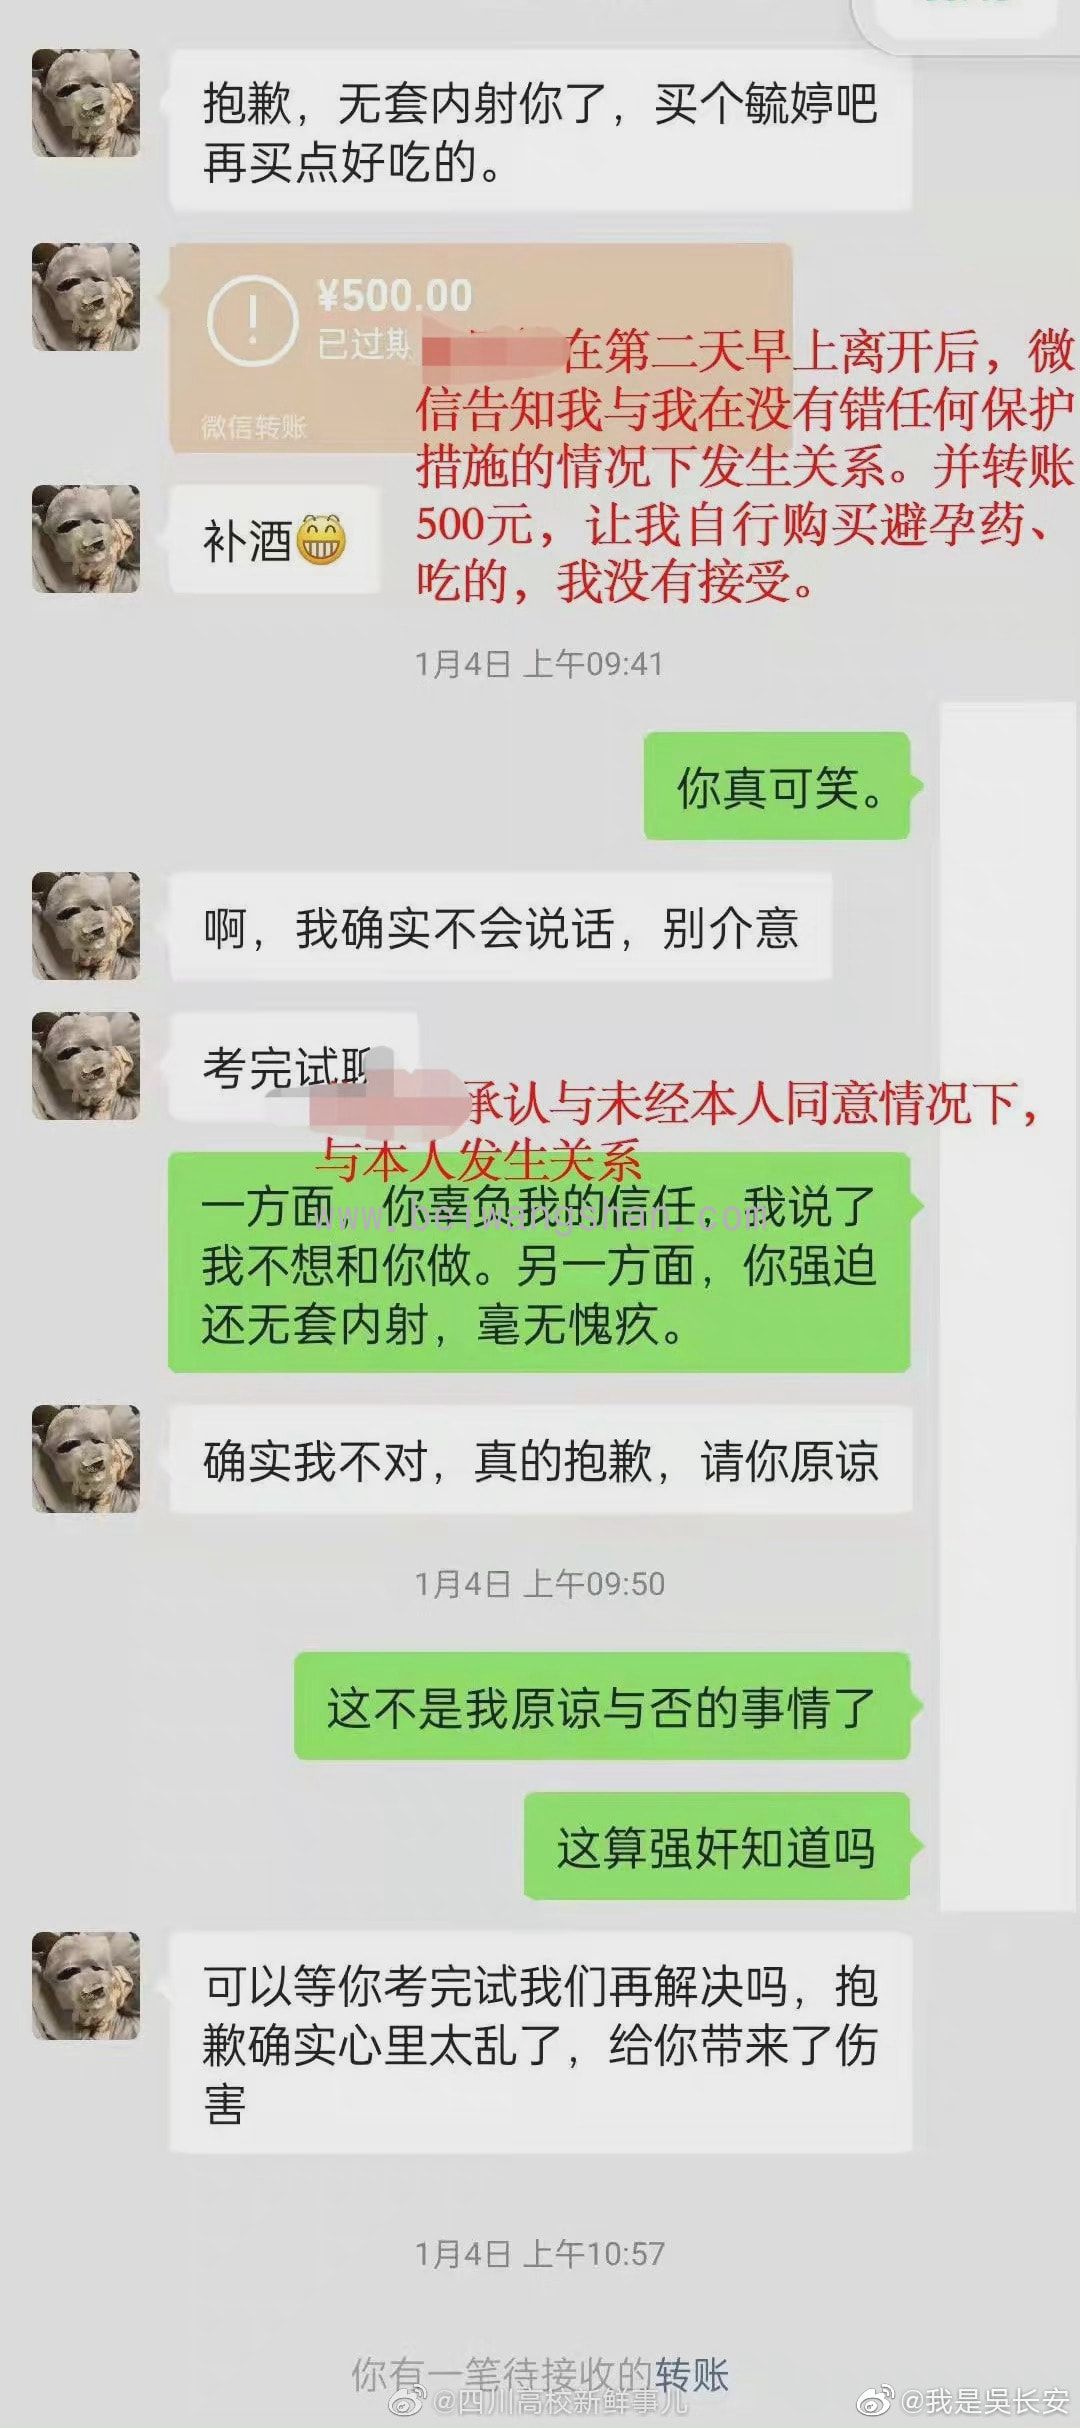 抱歉，无套内射你了，买个毓婷吧
再买点好吃的。
¥500.00
已过期
微信转账
在第二天早上离开后，微
信告知我与我在没有错任何保护
措施的情况下发生关系。并转账
500元，让我自行购买避孕药、
吃的，我没有接受。
补酒😁
1月4日 上午09:41
你真可笑。
啊，我确实不会说话，别介意
考完试聊
承认与未经本人同意情况下，
与本人发生关系
一方面，你辜负我的信任，我说了
我不想和你做。另一方面，你强迫
还无套内射，毫无愧疚。
www.beiwangshan.com
确实我不对，真的抱歉，请你原谅
1月4日 上午09:50
这不是我原谅与否的事情了
这算强奸知道吗
可以等你考完试我们再解决吗，抱
歉确实心里太乱了，给你带来了伤
害
1月4日 上午10:57
你有一笔待接收的转账
@四川高校新鲜事儿
@我是吳长安